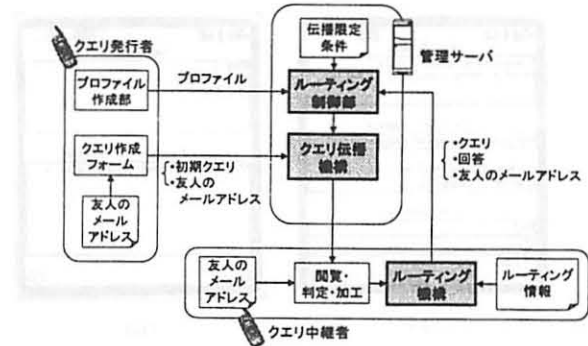 クエリ発行者
プロファイル
作成部
クエリ作成
フォーム
友人の
メール
アドレス
プロファイル
・初期クエリ
・友人の
メールアドレス
伝播限定
条件
ルーティング
制御部
クエリ伝播
機構
管理サーバ
・クエリ
・回答
・友人のメールアドレス
友人の
メール
アドレス
閲覧・
判定・加工
ルーティング
機構
ルーティング
情報
クエリ中継者